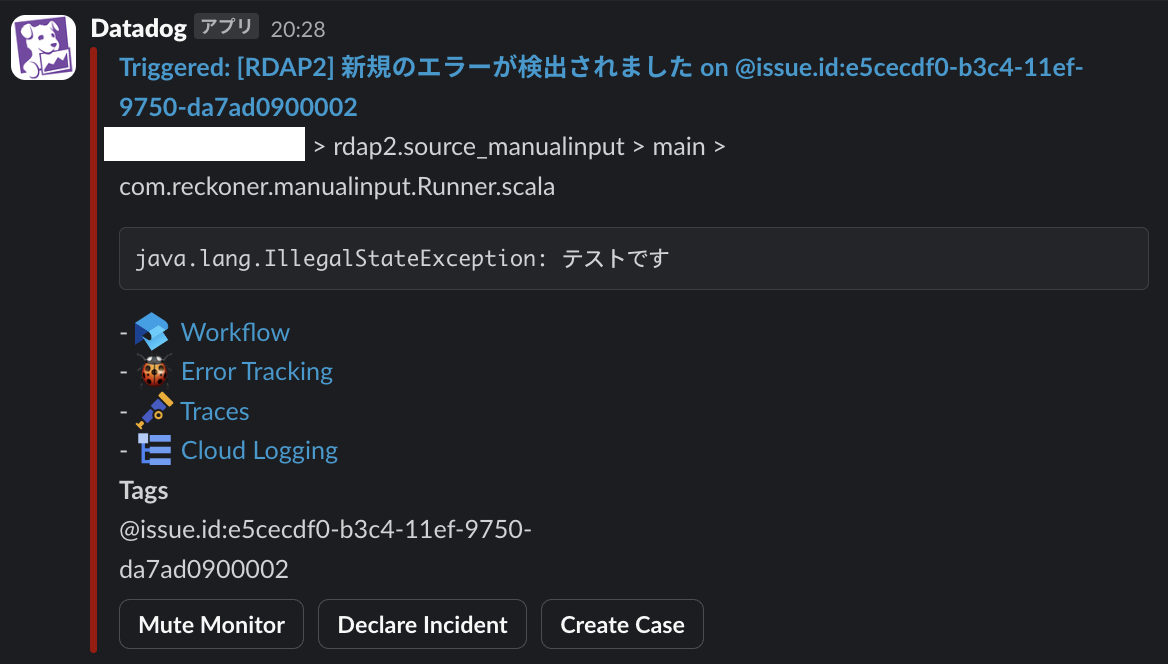 Datadog アプリ 20:28
Triggered: [RDAP2] 新規のエラーが検出されました on @issue.id:e5cecdf0-b3c4-11ef-
9750-da7ad0900002
> rdap2.source_manualinput > main >
com.reckoner.manualinput.Runner.scala
java.lang.IllegalStateException: テストです
- Workflow
- Error Tracking
- Traces
- Cloud Logging
Tags
@issue.id:e5cecdf0-b3c4-11ef-9750-
da7ad0900002
Mute Monitor Declare Incident Create Case